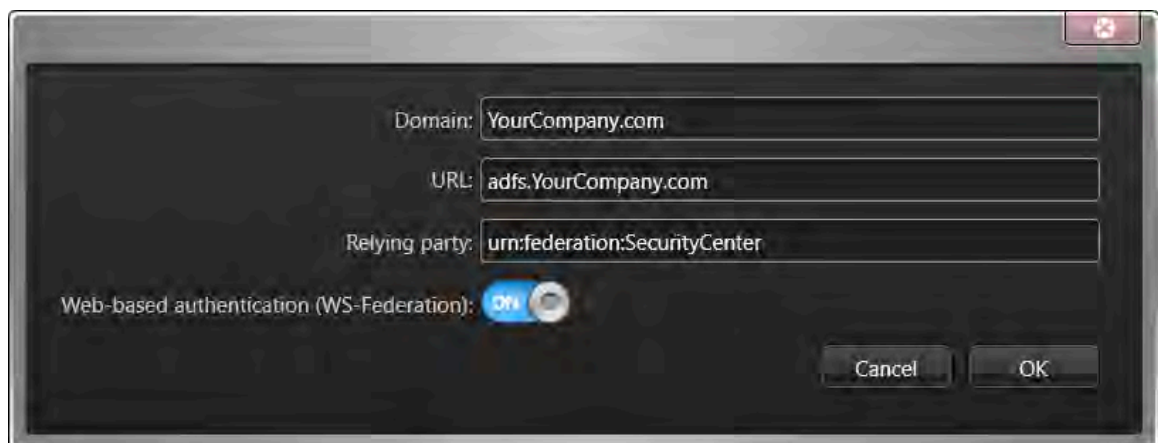 Domain: YourCompany.com
URL: adfs.YourCompany.com
Relying party: urn:federation:SecurityCenter
Web-based authentication (WS-Federation): ON
Cancel OK